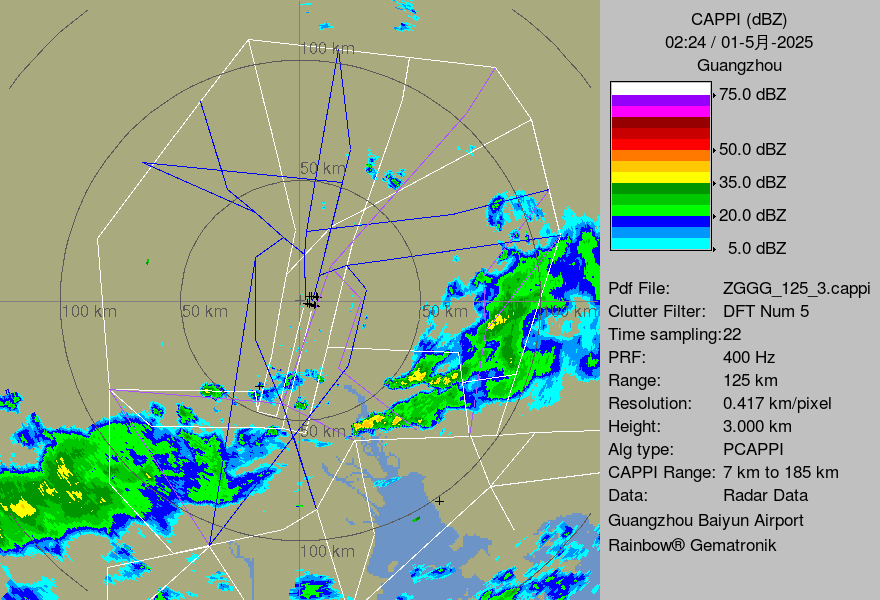 CAPPI (dBZ)
02:24 / 01-5月-2025
Guangzhou
75.0 dBZ
50.0 dBZ
35.0 dBZ
20.0 dBZ
5.0 dBZ
Pdf File: ZGGG_125_3.cappi
Clutter Filter: DFT Num 5
Time sampling:22
PRF: 400 Hz
Range: 125 km
Resolution: 0.417 km/pixel
Height: 3.000 km
Alg type: PCAPPI
CAPPI Range: 7 km to 185 km
Data: Radar Data
Guangzhou Baiyun Airport
Rainbow® Gematronik
100 km
50 km
100 km
50 km
50 km
100 km
50 km
100 km